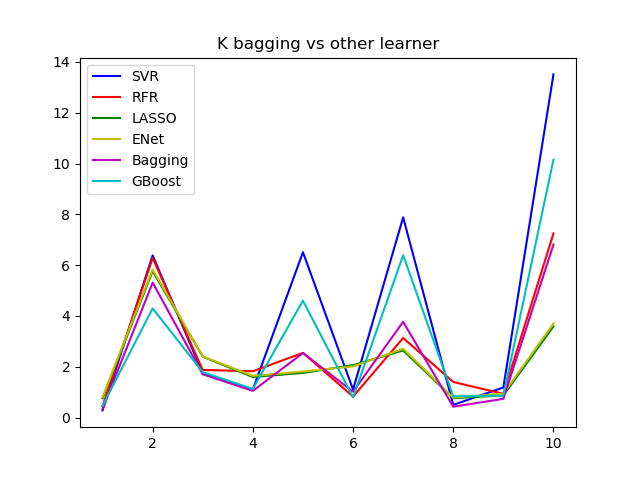 K bagging vs other learner
SVR
RFR
LASSO
ENet
Bagging
GBoost
14
12
10
8
6
4
2
0
2 4 6 8 10